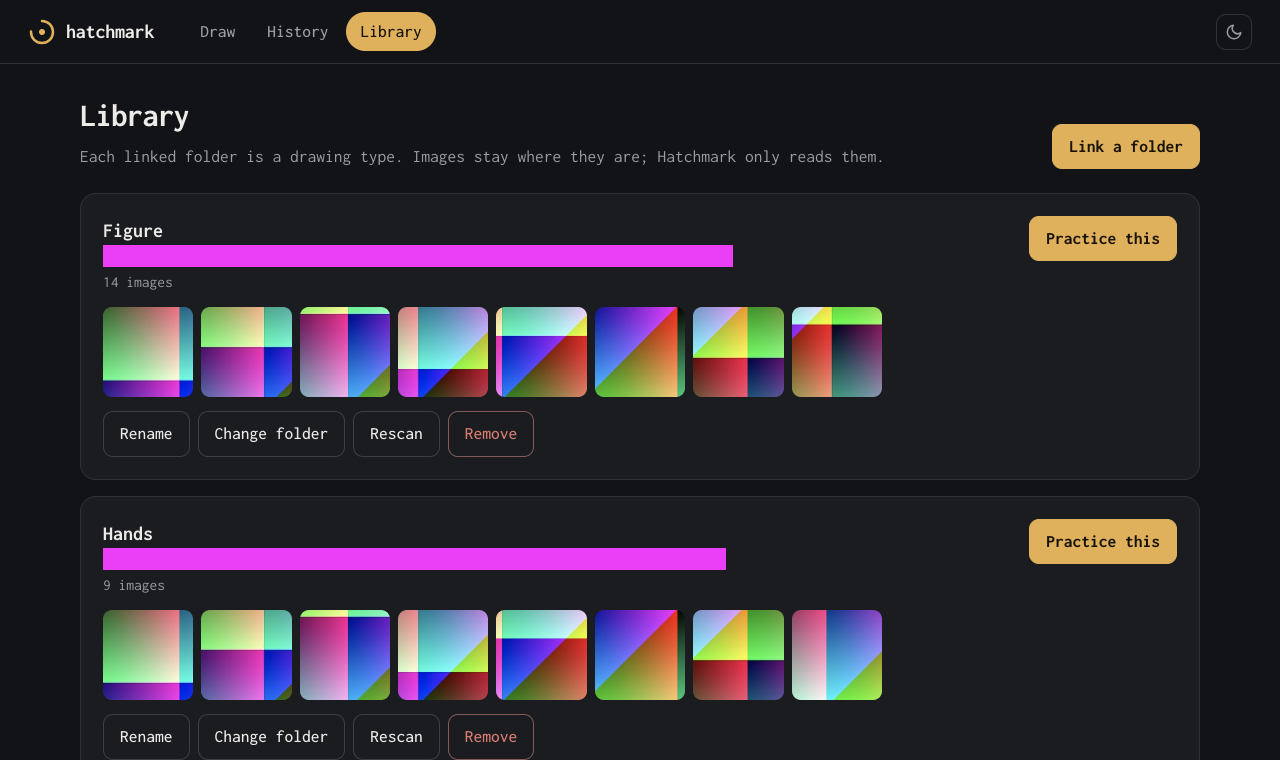 hatchmark
Draw
History
Library
Library
Each linked folder is a drawing type. Images stay where they are; Hatchmark only reads them.
Link a folder
Figure
Practice this
14 images
Rename
Change folder
Rescan
Remove
Hands
Practice this
9 images
Rename
Change folder
Rescan
Remove